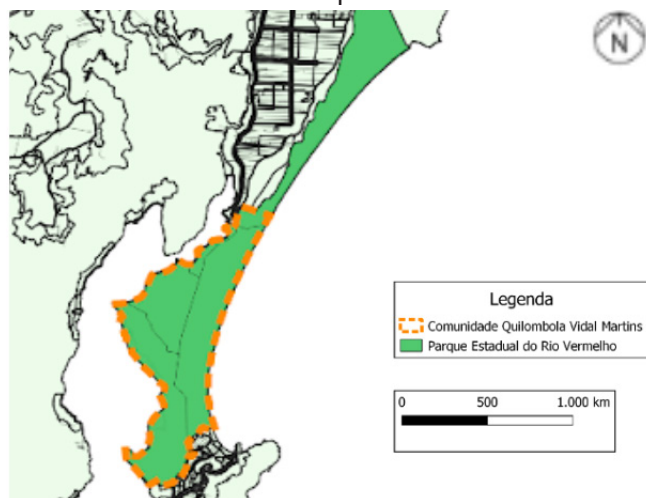 N
Legenda
Comunidade Quilombola Vidal Martins
Parque Estadual do Rio Vermelho
0 500 1.000 km